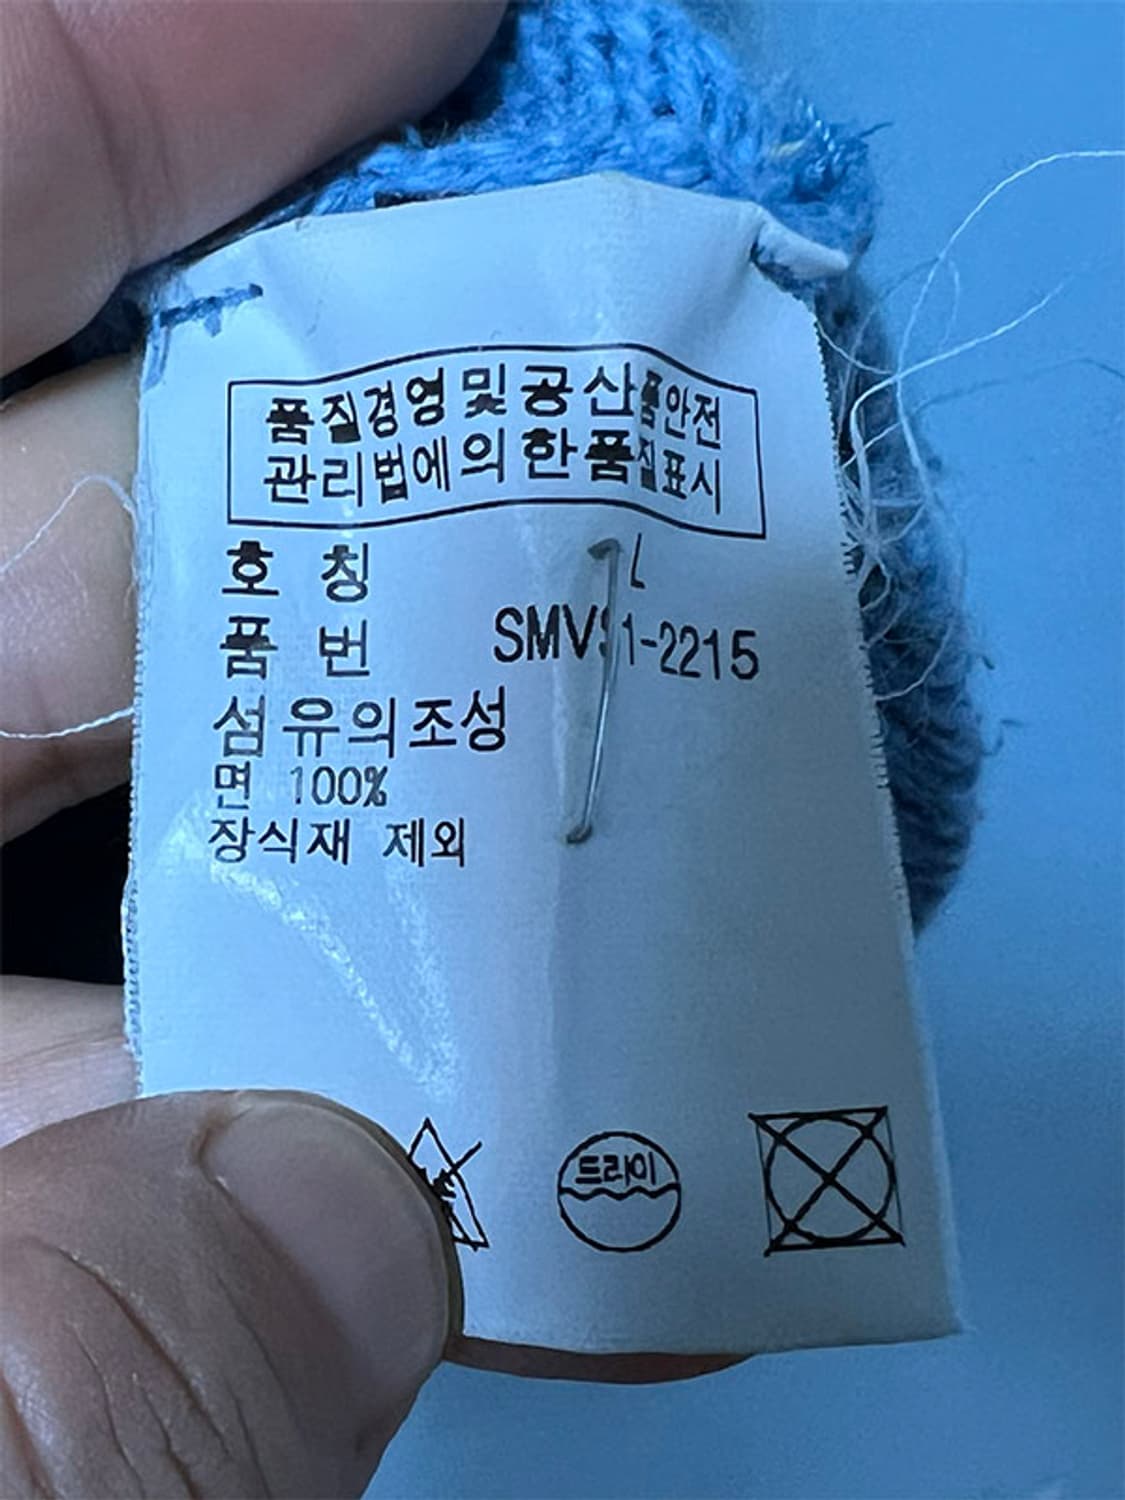 품질경영및공산품안전
관리법에의한품질표시
호 칭 L
품 번 SMVS1-2215
섬유의조성
면 100%
장식재 제외
드라이